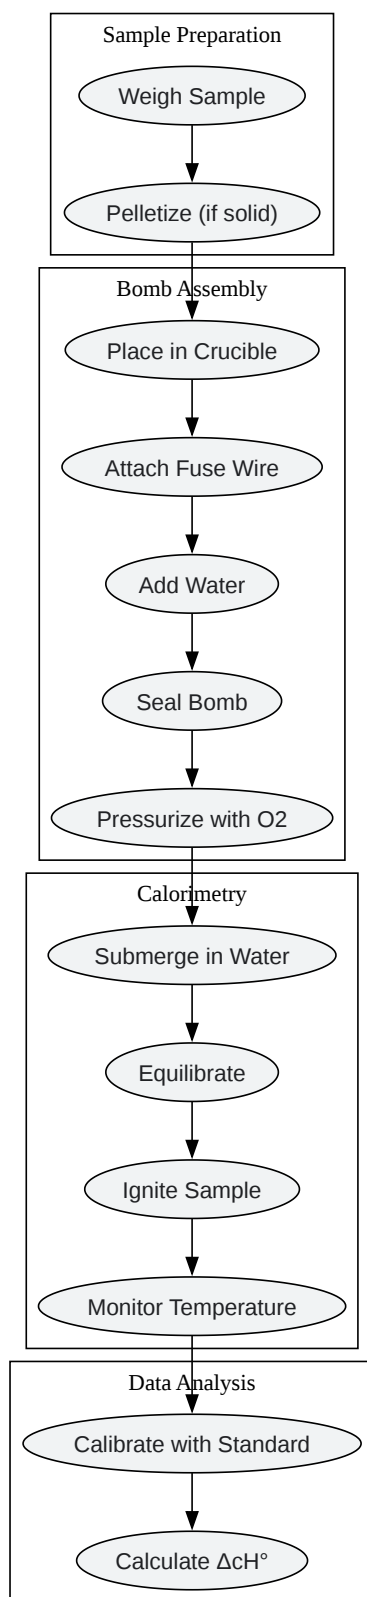 Sample Preparation
Weigh Sample
Pelletize (if solid)
Bomb Assembly
Place in Crucible
Attach Fuse Wire
Add Water
Seal Bomb
Pressurize with O2
Calorimetry
Submerge in Water
Equilibrate
Ignite Sample
Monitor Temperature
Data Analysis
Calibrate with Standard
Calculate ΔcH°